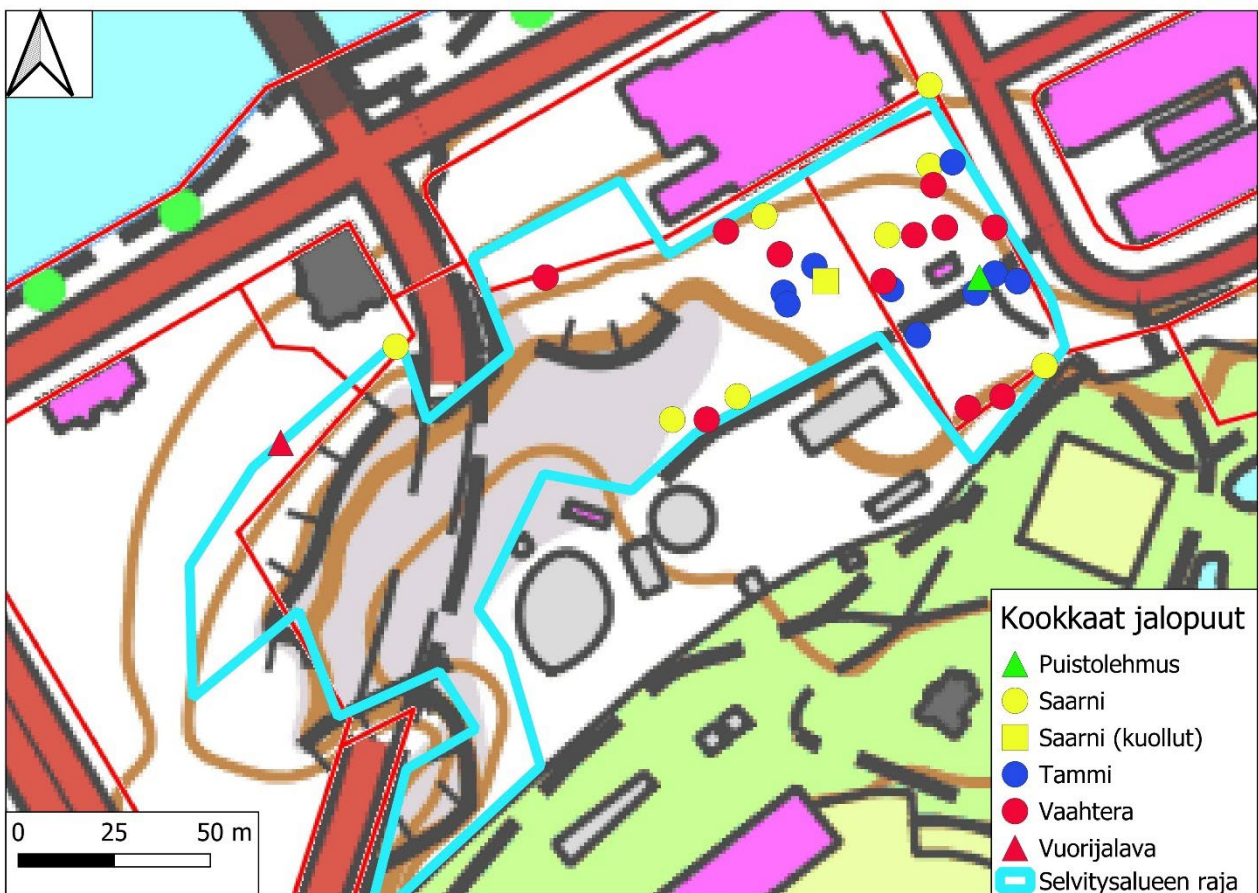 Kookkaat jalopuut
Puistolehmus
Saarni
Saarni (kuollut)
Tammi
Vaahtera
Vuorijalava
Selvitysalueen raja
0 25 50 m